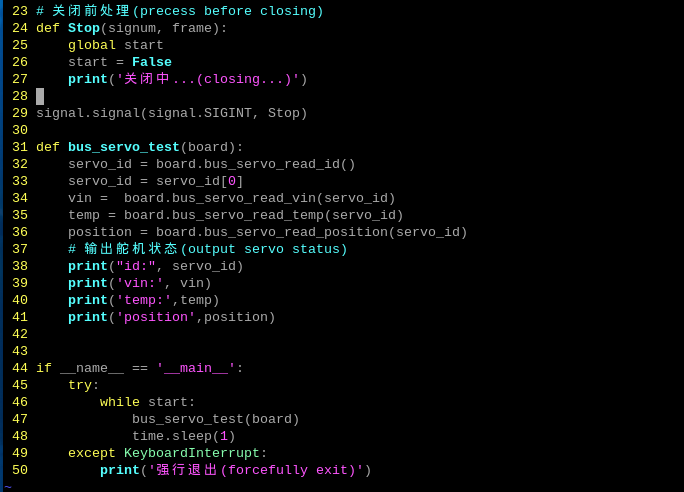 23 # 关闭前处理(precess before closing)
24 def Stop(signum, frame):
25     global start
26     start = False
27     print('关闭中...(closing...)')
28
29 signal.signal(signal.SIGINT, Stop)
30
31 def bus_servo_test(board):
32     servo_id = board.bus_servo_read_id()
33     servo_id = servo_id[0]
34     vin =  board.bus_servo_read_vin(servo_id)
35     temp = board.bus_servo_read_temp(servo_id)
36     position = board.bus_servo_read_position(servo_id)
37     # 输出舵机状态(output servo status)
38     print("id:", servo_id)
39     print('vin:', vin)
40     print('temp:',temp)
41     print('position',position)
42
43
44 if __name__ == '__main__':
45     try:
46         while start:
47             bus_servo_test(board)
48             time.sleep(1)
49     except KeyboardInterrupt:
50         print('强行退出(forcefully exit)')
~